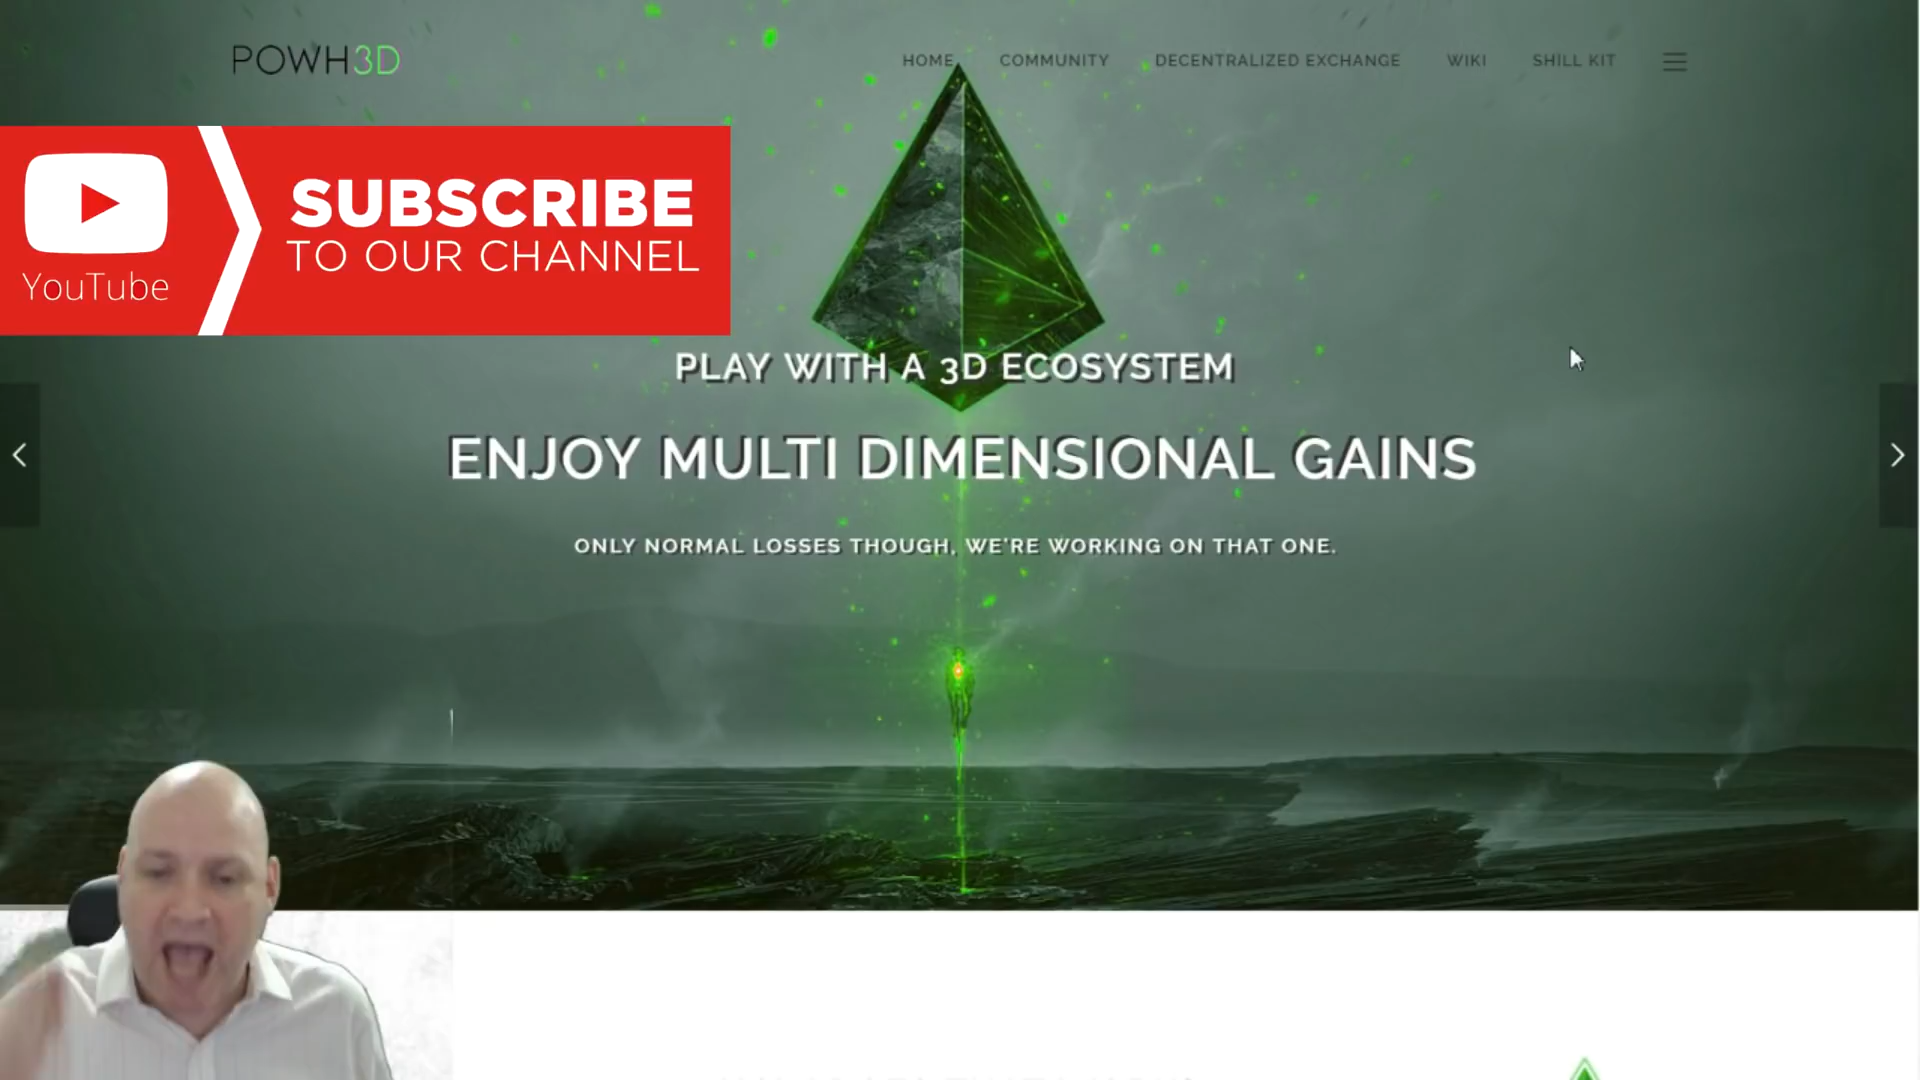 POWH3D
HOME
COMMUNITY
DECENTRALIZED EXCHANGE
WIKI
SHILL KIT
YouTube
SUBSCRIBE
TO OUR CHANNEL
PLAY WITH A 3D ECOSYSTEM
ENJOY MULTI DIMENSIONAL GAINS
ONLY NORMAL LOSSES THOUGH, WE'RE WORKING ON THAT ONE.